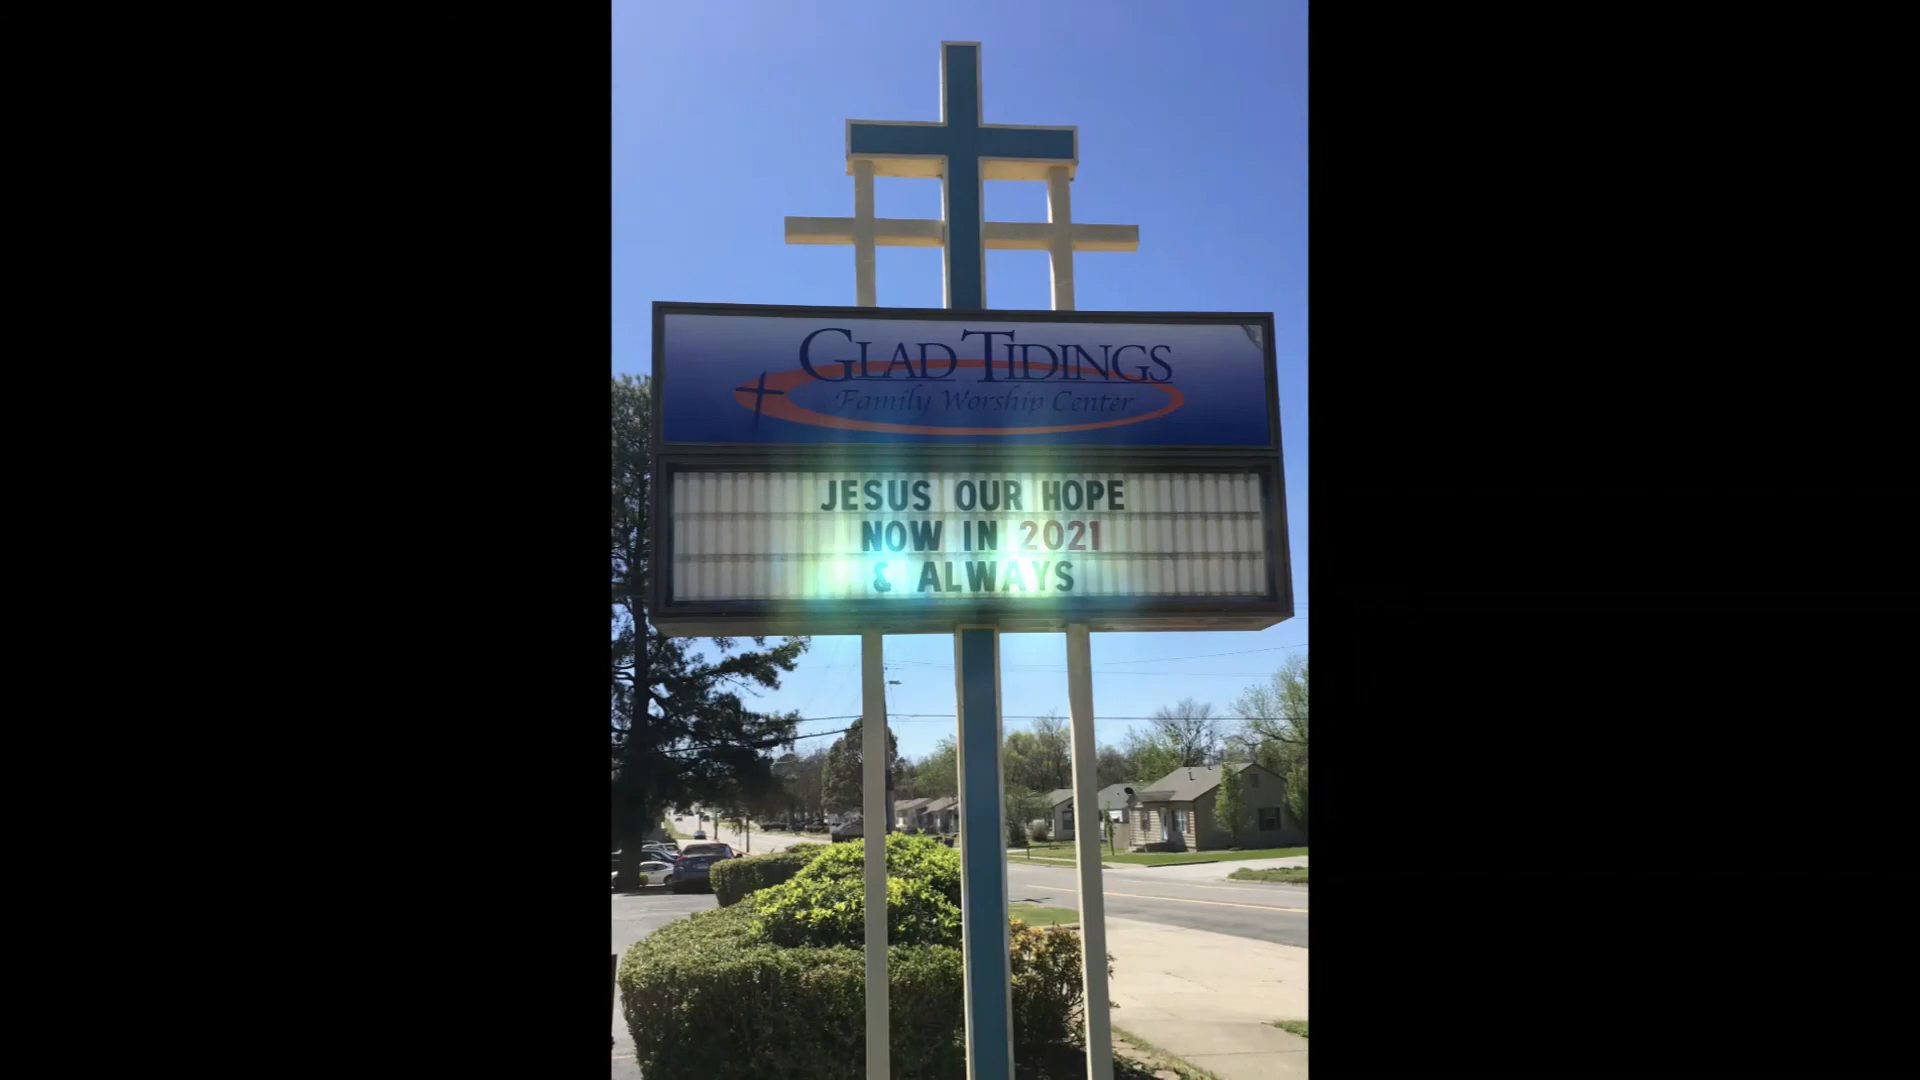 GLAD TIDINGS
Family Worship Center
JESUS OUR HOPE
NOW IN 2021
& ALWAYS